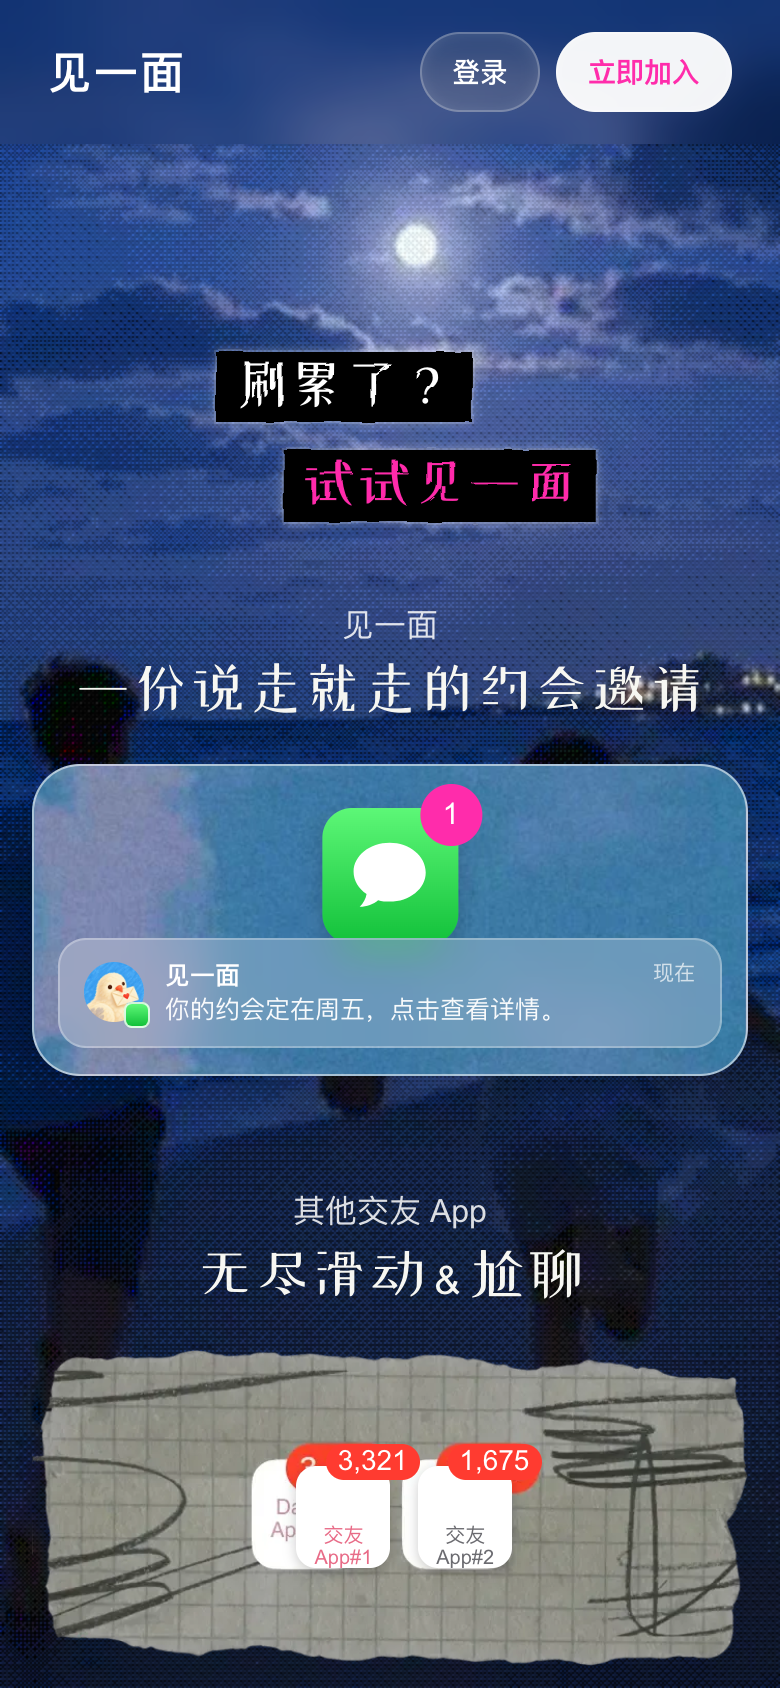 见一面
登录
立即加入
刷累了？
试试见一面
见一面
一份说走就走的约会邀请
1
见一面
现在
你的约会定在周五，点击查看详情。
其他交友 App
无尽滑动&尬聊
3,321
1,675
交友
App#1
交友
App#2